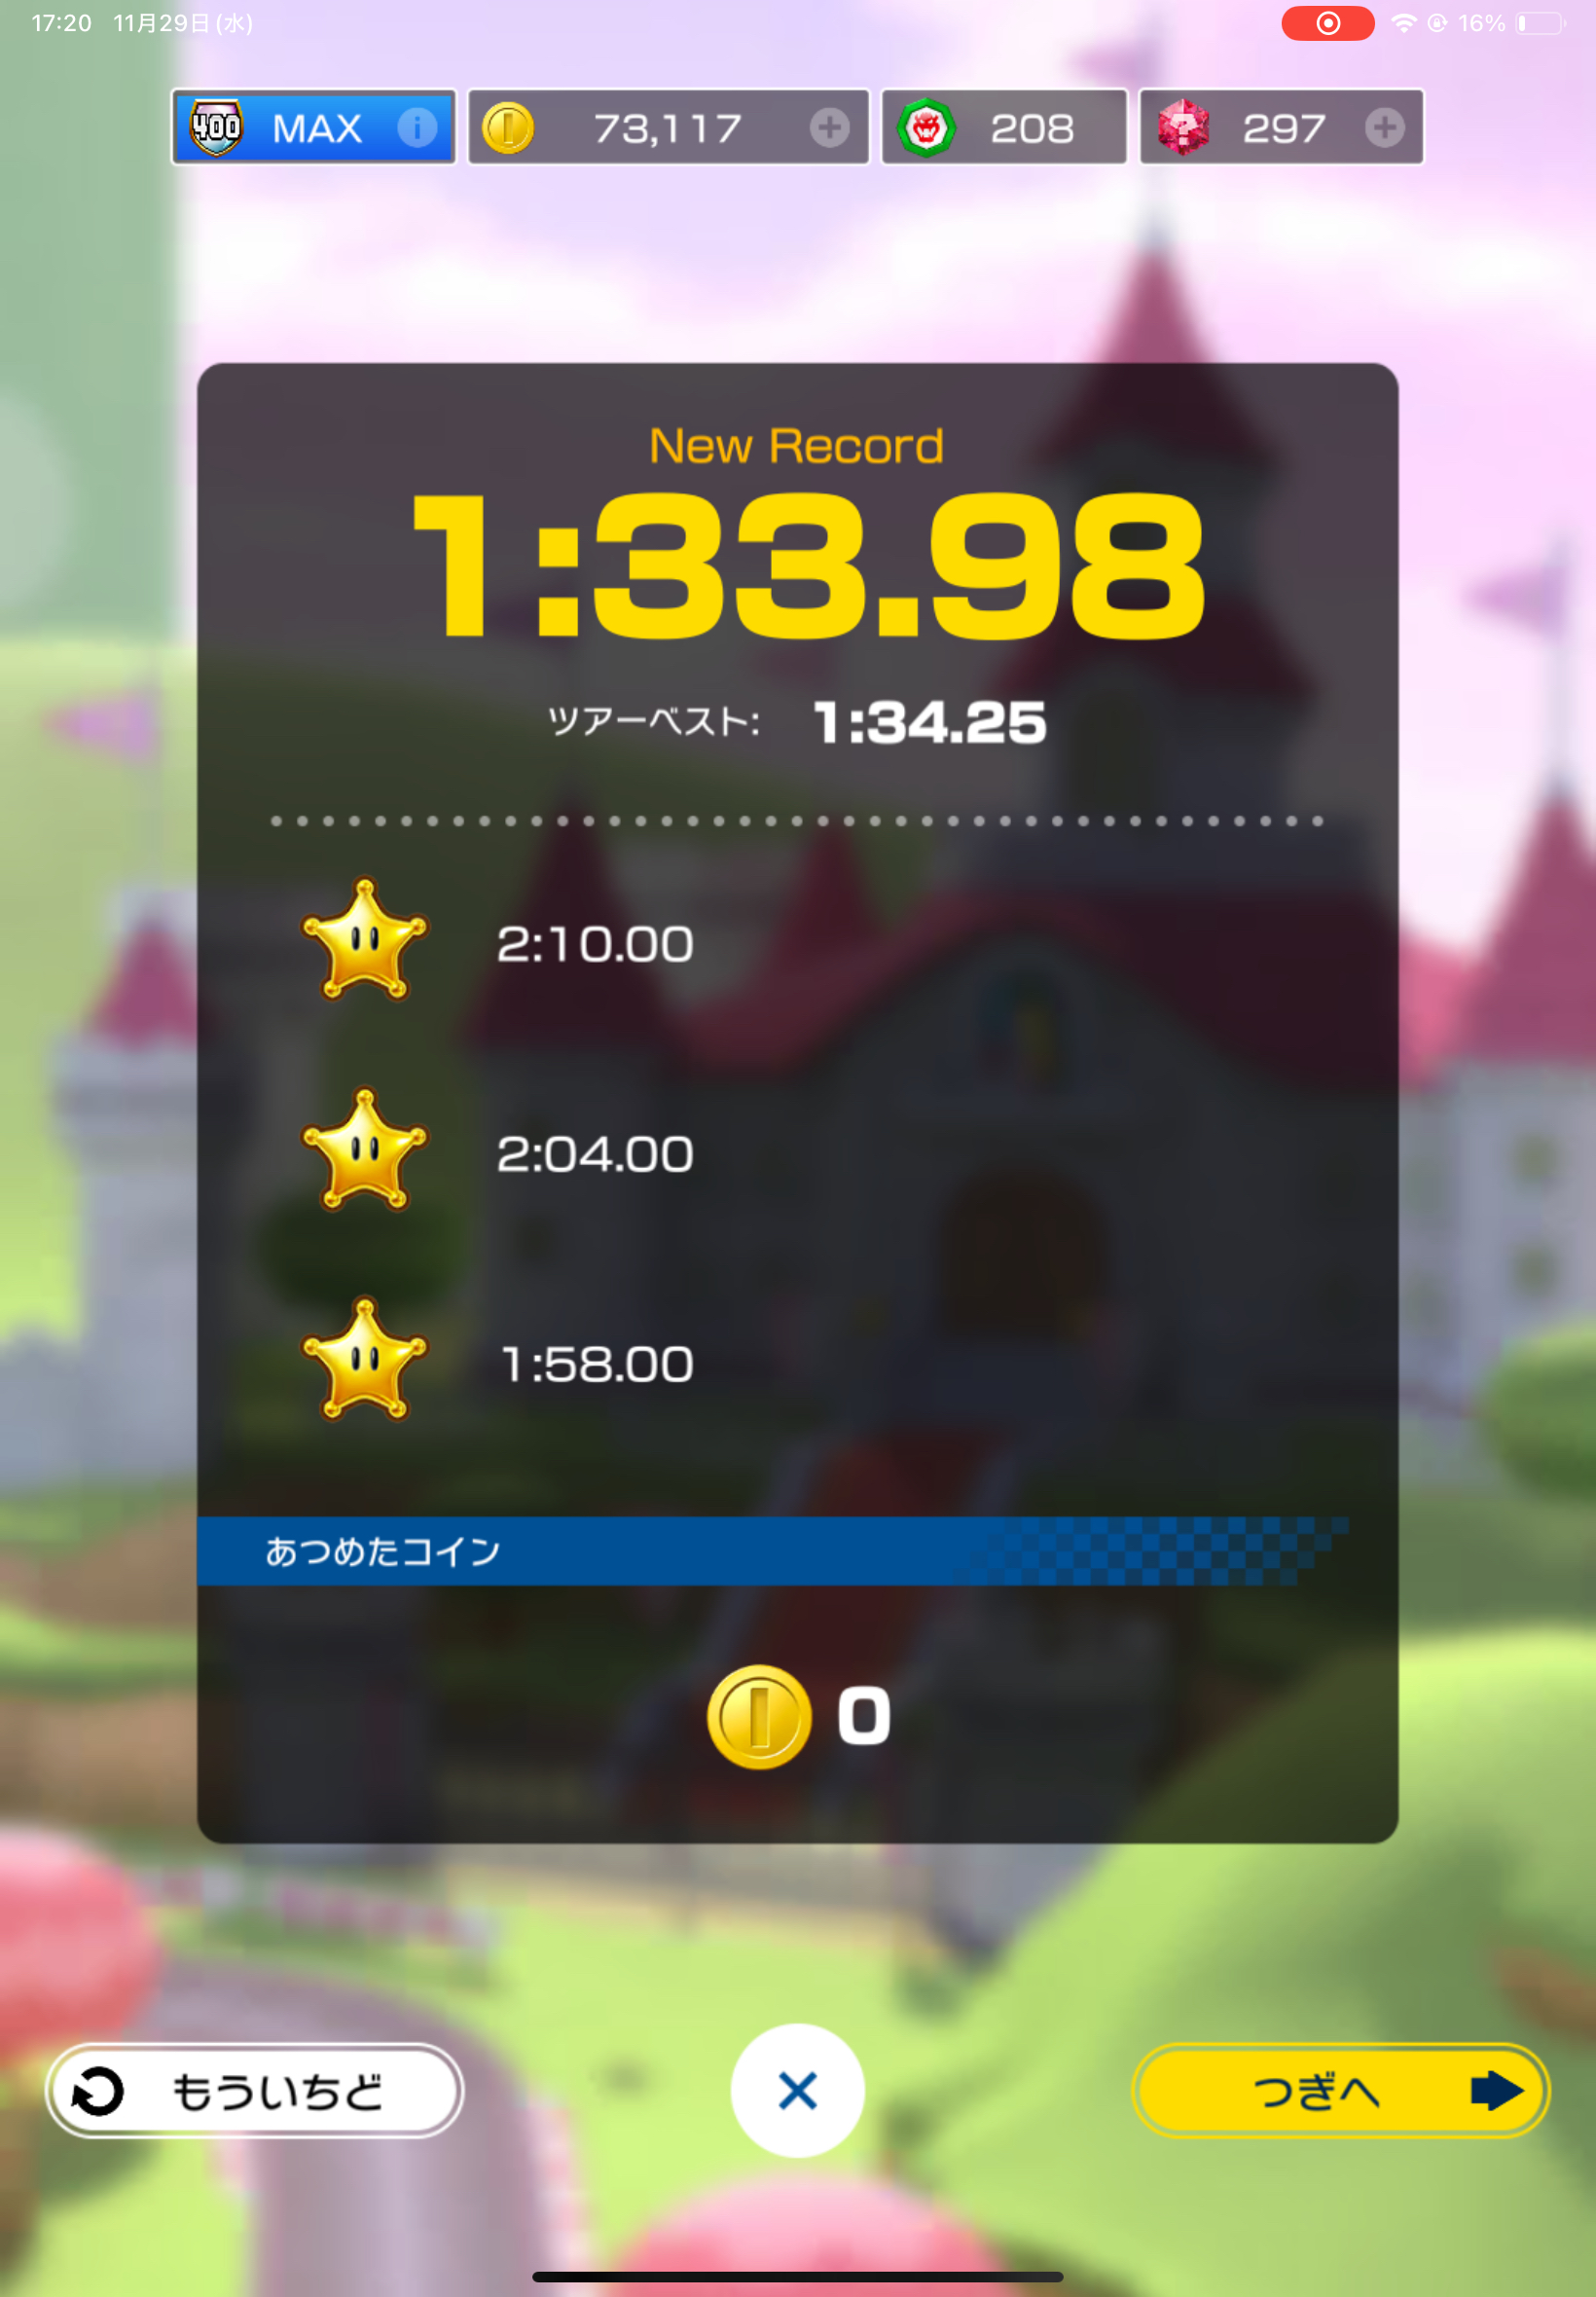 17:20 11月29日(水) 16%
400 MAX i 73,117 + 208 ? 297 +
New Record
1:33.98
ツアーベスト: 1:34.25
2:10.00
2:04.00
1:58.00
あつめたコイン
0
もういちど × つぎへ